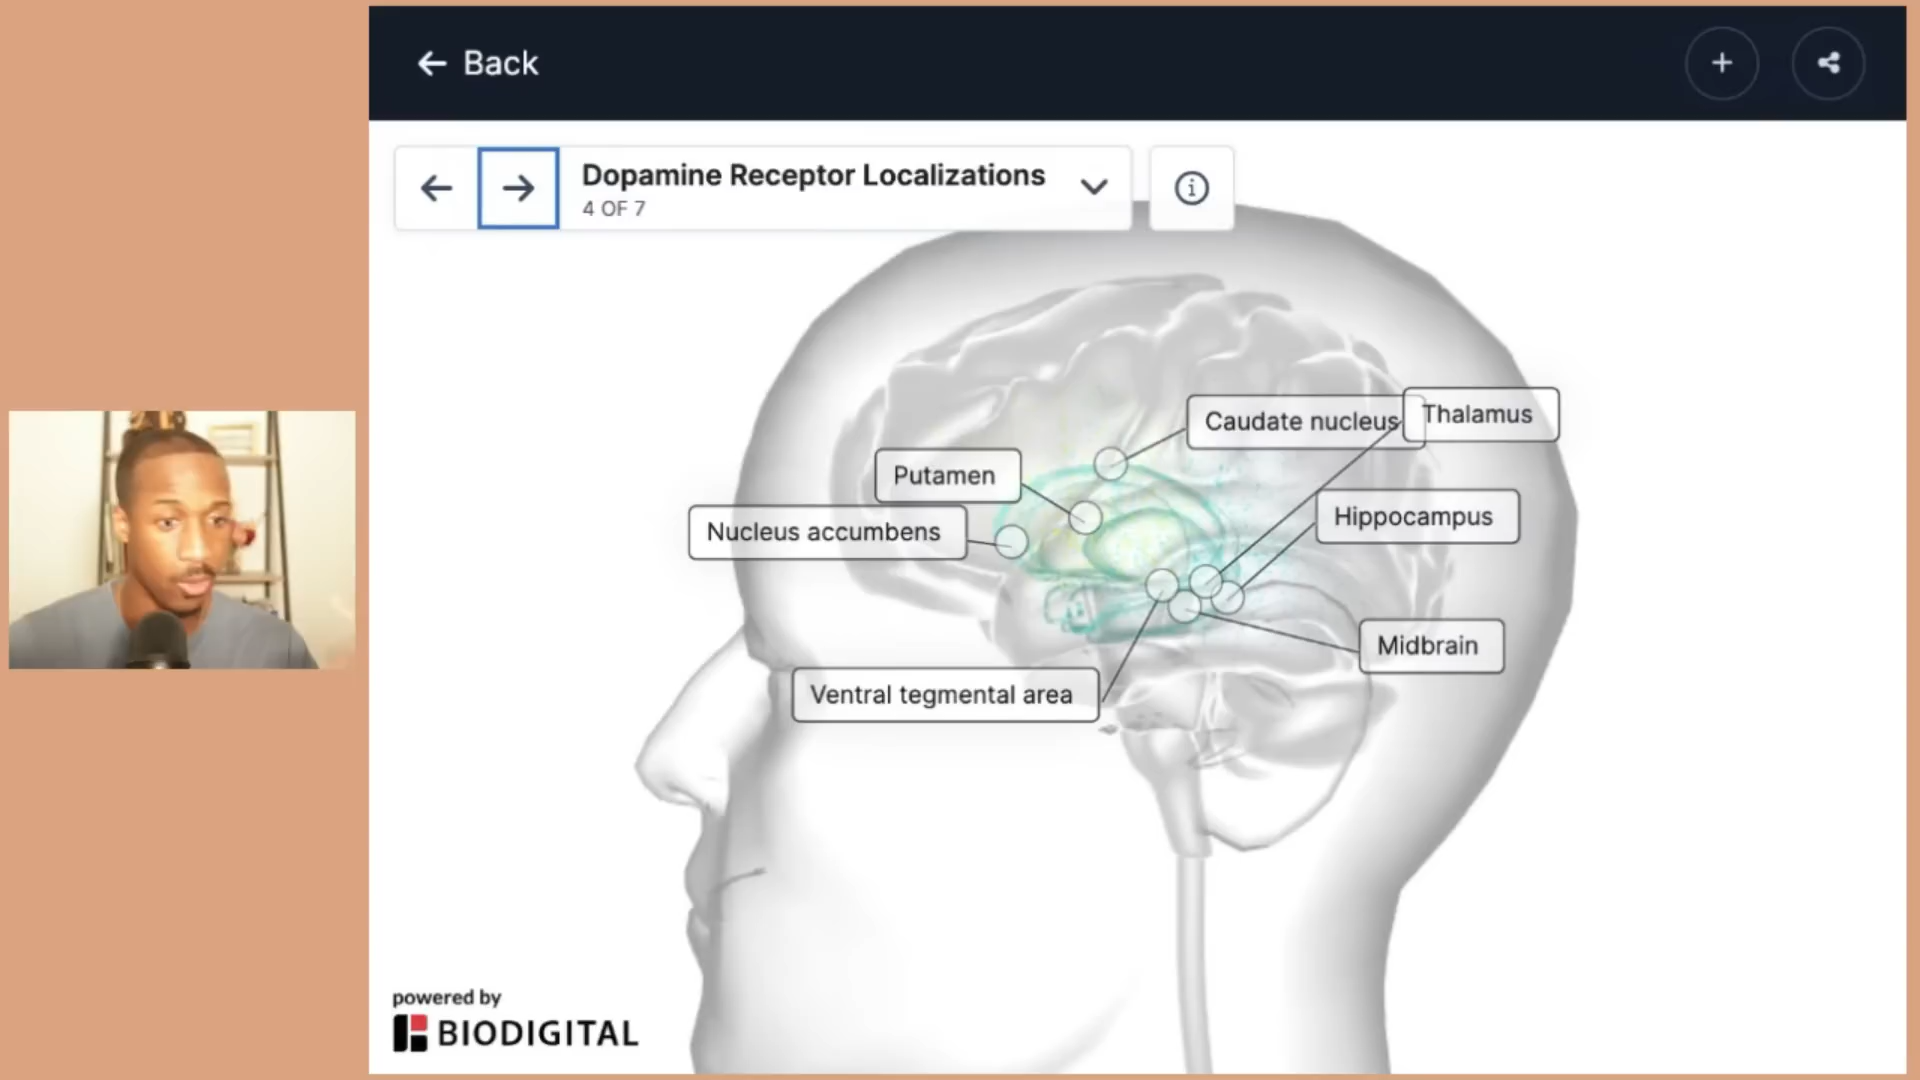 Back
Dopamine Receptor Localizations
4 OF 7
Caudate nucleus
Thalamus
Putamen
Nucleus accumbens
Hippocampus
Midbrain
Ventral tegmental area
powered by
BIODIGITAL